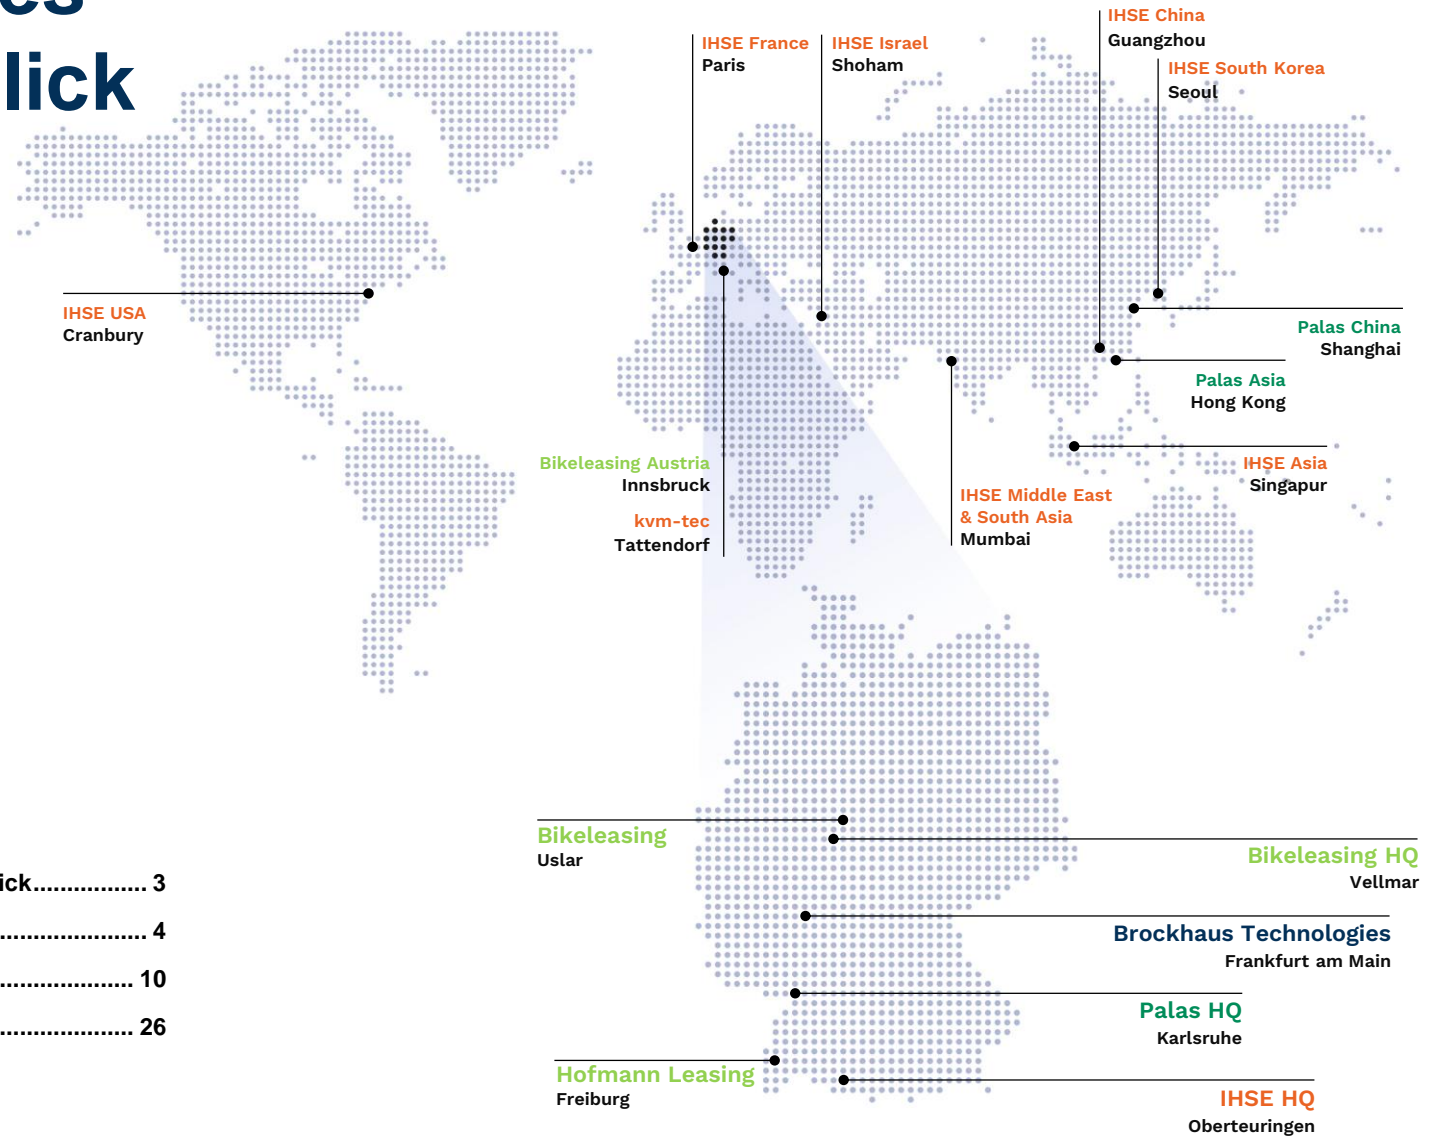 lick
IHSE France
Paris
IHSE Israel
Shoham
IHSE China
Guangzhou
IHSE South Korea
Seoul
IHSE USA
Cranbury
Palas China
Shanghai
Palas Asia
Hong Kong
Bikeleasing Austria
Innsbruck
kvm-tec
Tattendorf
IHSE Middle East
& South Asia
Mumbai
IHSE Asia
Singapur
Bikeleasing
Uslar
Bikeleasing HQ
Vellmar
Brockhaus Technologies
Frankfurt am Main
Palas HQ
Karlsruhe
Hofmann Leasing
Freiburg
IHSE HQ
Oberteuringen
ick................. 3
...................... 4
.................... 10
.................... 26